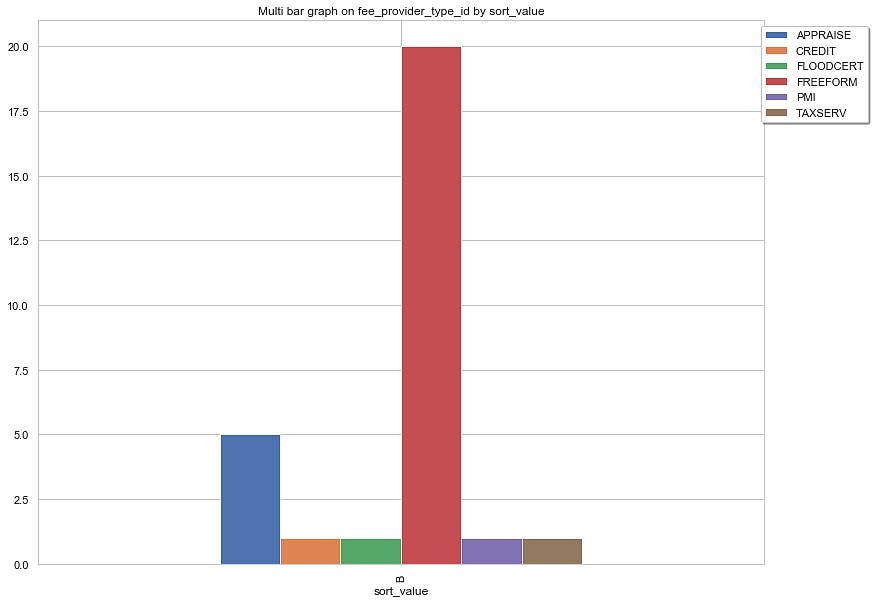 Multi bar graph on fee_provider_type_id by sort_value
20.0
17.5
15.0
12.5
10.0
7.5
5.0
2.5
0.0
B
sort_value
APPRAISE
CREDIT
FLOODCERT
FREEFORM
PMI
TAXSERV